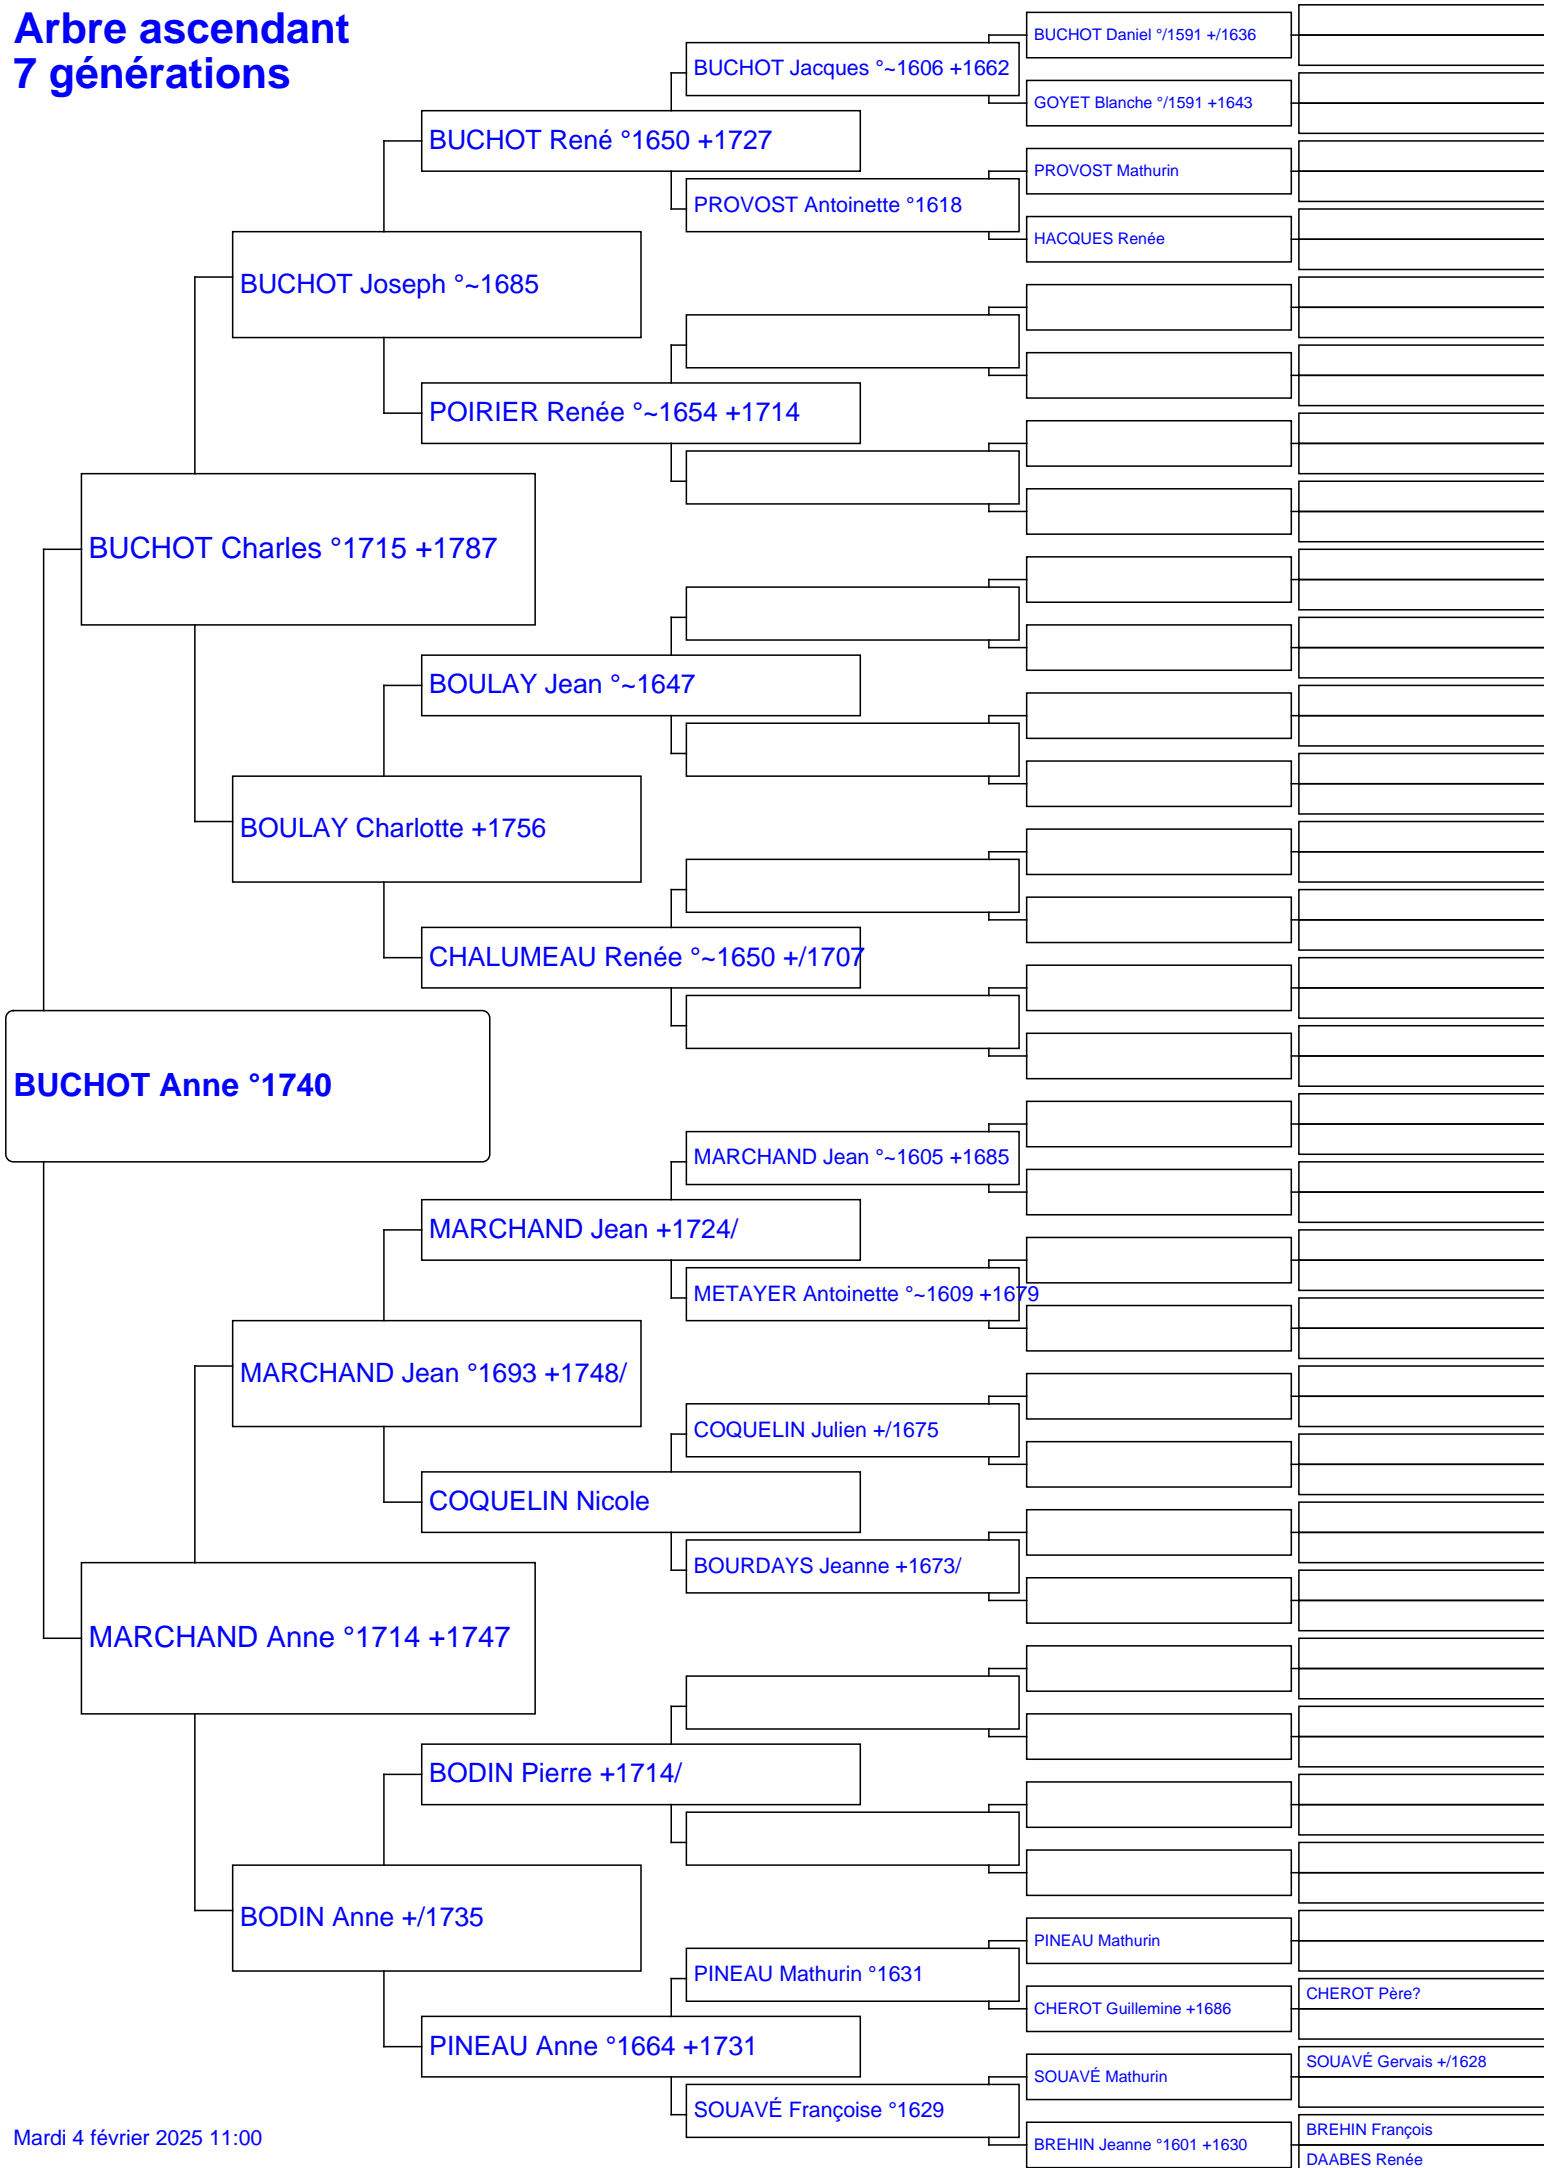 Arbre ascendant
7 générations
BUCHOT Daniel °/1591 +/1636
BUCHOT Jacques °~1606 +1662
GOYET Blanche °/1591 +1643
BUCHOT René °1650 +1727
PROVOST Mathurin
PROVOST Antoinette °1618
HACQUES Renée
BUCHOT Joseph °~1685
POIRIER Renée °~1654 +1714
BUCHOT Charles °1715 +1787
BOULAY Jean °~1647
BOULAY Charlotte +1756
CHALUMEAU Renée °~1650 +/1707
BUCHOT Anne °1740
MARCHAND Jean °~1605 +1685
MARCHAND Jean +1724/
METAYER Antoinette °~1609 +1679
MARCHAND Jean °1693 +1748/
COQUELIN Julien +/1675
COQUELIN Nicole
BOURDAYS Jeanne +1673/
MARCHAND Anne °1714 +1747
BODIN Pierre +1714/
BODIN Anne +/1735
PINEAU Mathurin
PINEAU Mathurin °1631
CHEROT Père?
CHEROT Guillemine +1686
PINEAU Anne °1664 +1731
SOUAVÉ Gervais +/1628
SOUAVÉ Mathurin
SOUAVÉ Françoise °1629
BREHIN François
BREHIN Jeanne °1601 +1630
DAABES Renée
Mardi 4 février 2025 11:00